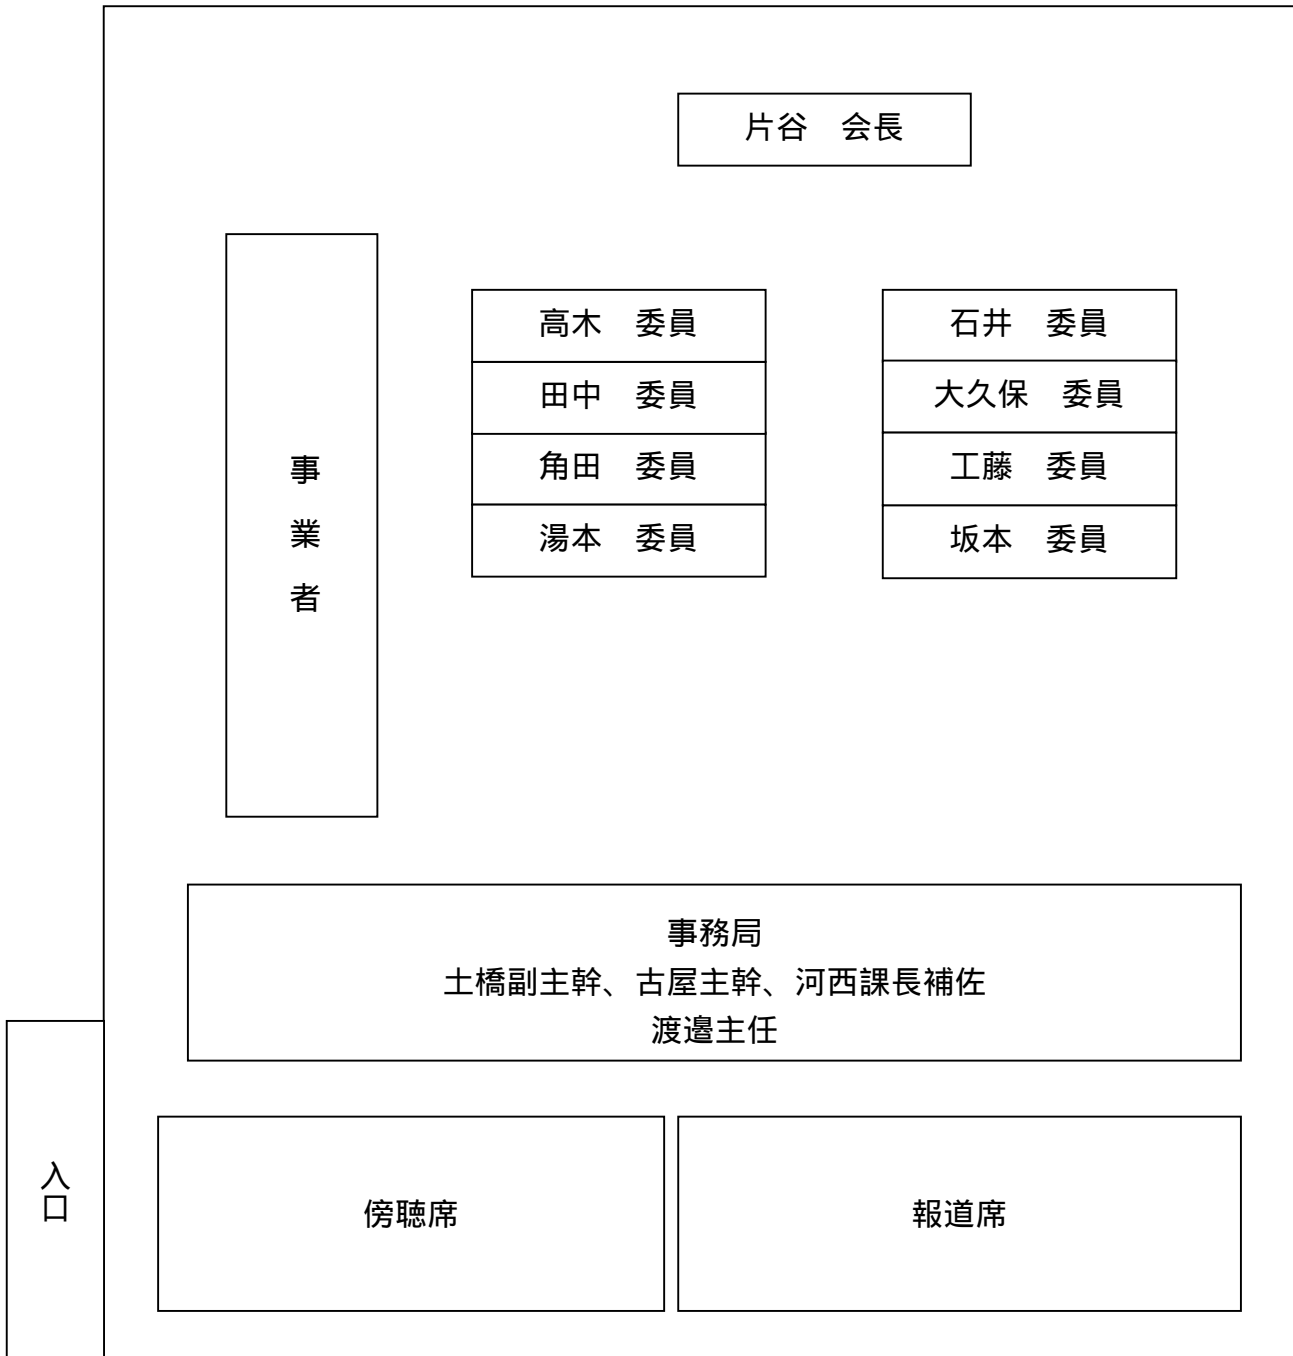 片谷　会長
事業者
高木　委員
田中　委員
角田　委員
湯本　委員
石井　委員
大久保　委員
工藤　委員
坂本　委員
事務局
土橋副主幹、古屋主幹、河西課長補佐
渡邉主任
入口
傍聴席
報道席